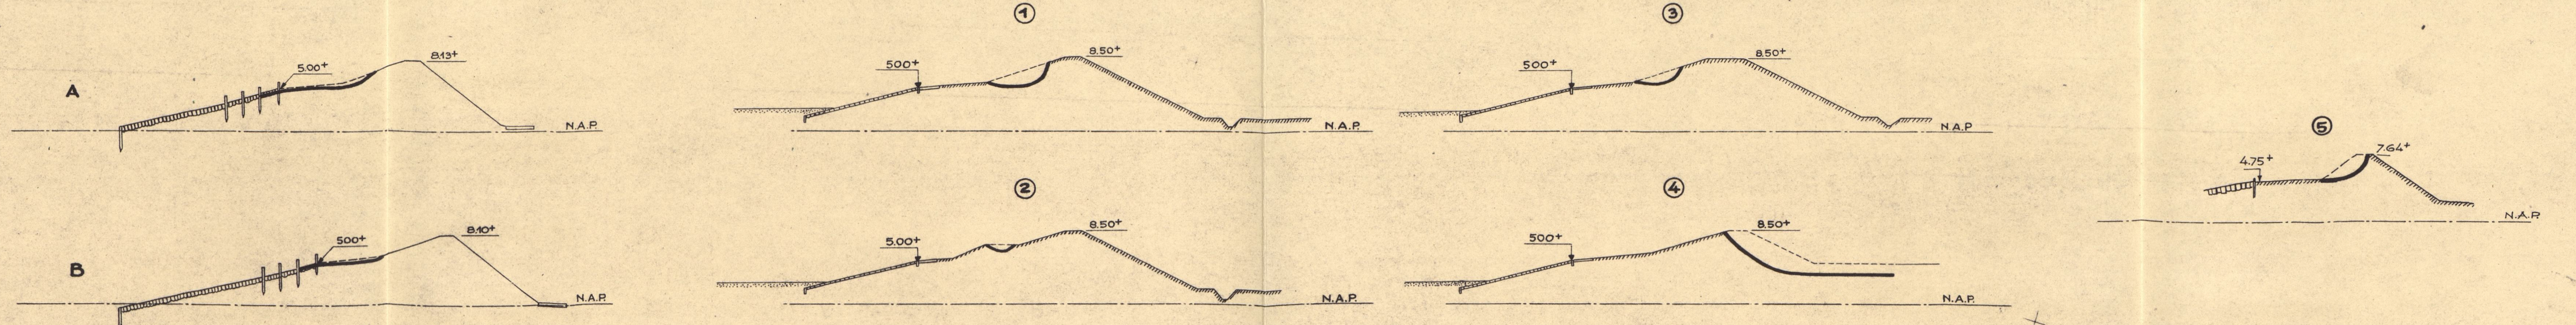 A
5.00+
8.13+
N.A.P.
B
500+
8.10+
N.A.P.
1
500+
8.50+
N.A.P.
2
5.00+
8.50+
N.A.P.
3
500+
8.50+
N.A.P
4
500+
8.50+
N.A.P.
5
4.75+
7.64+
N.A.P.